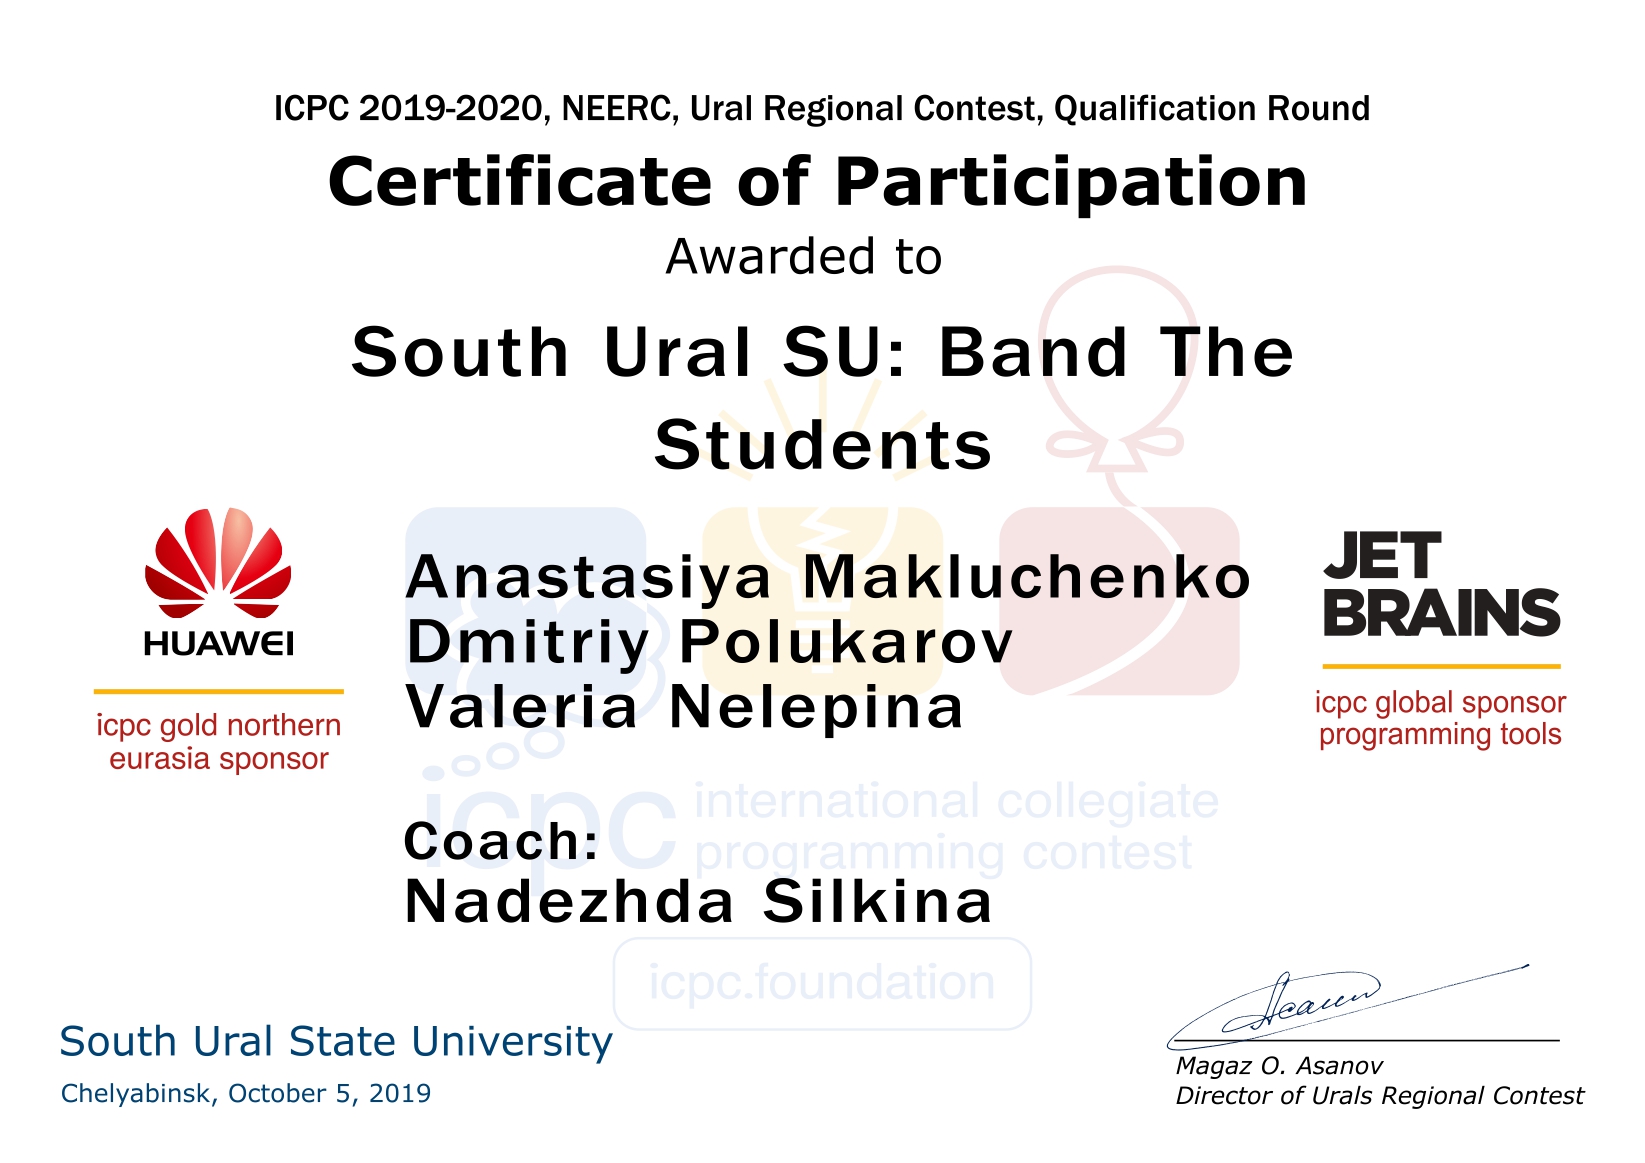 ICPC 2019-2020, NEERC, Ural Regional Contest, Qualification Round
Certificate of Participation
Awarded to
South Ural SU: Band The
Students
HUAWEI
icpc gold northern
eurasia sponsor
Anastasiya Makluchenko
Dmitriy Polukarov
Valeria Nelepina
JET
BRAINS
icpc global sponsor
programming tools
icpc international collegiate
programming contest
Coach:
Nadezhda Silkina
icpc.foundation
South Ural State University
Chelyabinsk, October 5, 2019
Magaz O. Asanov
Director of Urals Regional Contest